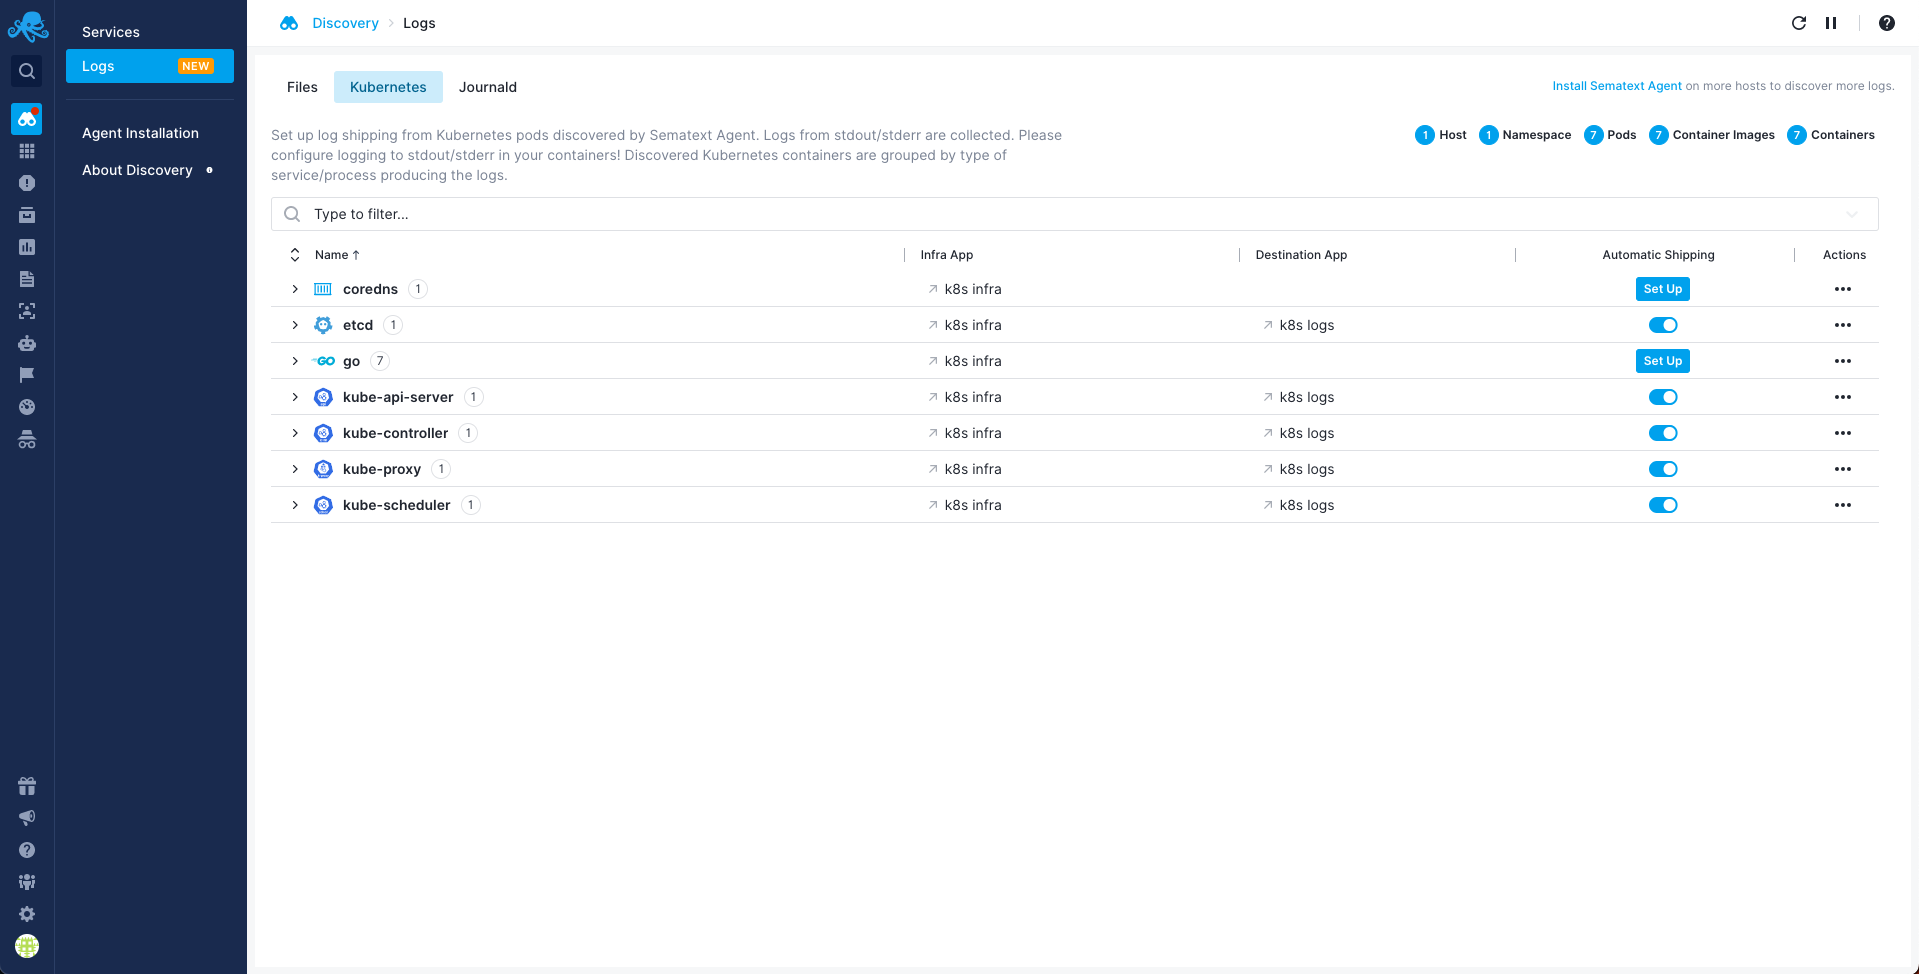 Services
Logs NEW
Agent Installation
About Discovery
Discovery Logs
Files Kubernetes Journald
Install Sematext Agent on more hosts to discover more logs.
Set up log shipping from Kubernetes pods discovered by Sematext Agent. Logs from stdout/stderr are collected. Please
configure logging to stdout/stderr in your containers! Discovered Kubernetes containers are grouped by type of
service/process producing the logs.
1 Host 1 Namespace 7 Pods 7 Container Images 7 Containers
Type to filter...
Name ↑ Infra App Destination App Automatic Shipping Actions
coredns 1 k8s infra Set Up
etcd 1 k8s infra k8s logs
GO go 7 k8s infra Set Up
kube-api-server 1 k8s infra k8s logs
kube-controller 1 k8s infra k8s logs
kube-proxy 1 k8s infra k8s logs
kube-scheduler 1 k8s infra k8s logs